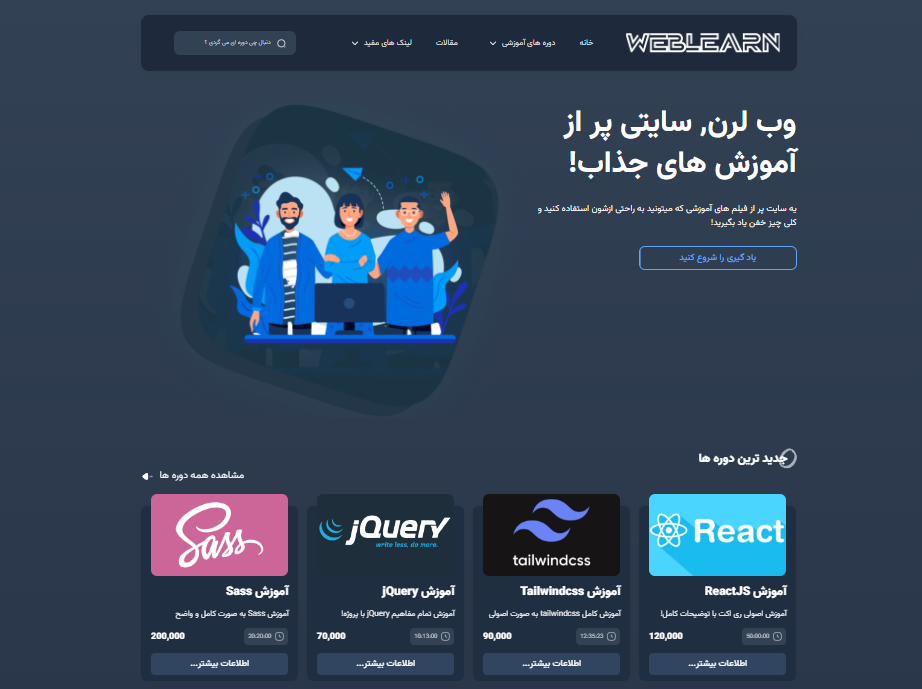 WEBLEARN
خانه
دوره های آموزشی
مقالات
لینک های مفید
دنبال چی دوره ای می گردی ؟
وب لرن, سایتی پر از
آموزش های جذاب!
یه سایت پر از فیلم های آموزشی که میتونید به راحتی ازشون استفاده کنید و
کلی چیز خفن یاد بگیرید!
یاد گیری را شروع کنید
جدید ترین دوره ها
مشاهده همه دوره ها
React
آموزش ReactJS
آموزش اصولی ری اکت با توضیحات کامل!
50:00:00
120,000
اطلاعات بیشتر...
tailwindcss
آموزش Tailwindcss
آموزش کامل tailwindcss به صورت اصولی
12:35:23
90,000
اطلاعات بیشتر...
jQuery
write less, do more.
آموزش jQuery
آموزش تمام مفاهیم jQuery با پروژه!
10:13:00
70,000
اطلاعات بیشتر...
Sass
آموزش Sass
آموزش Sass به صورت کامل و واضح
20:20:00
200,000
اطلاعات بیشتر...